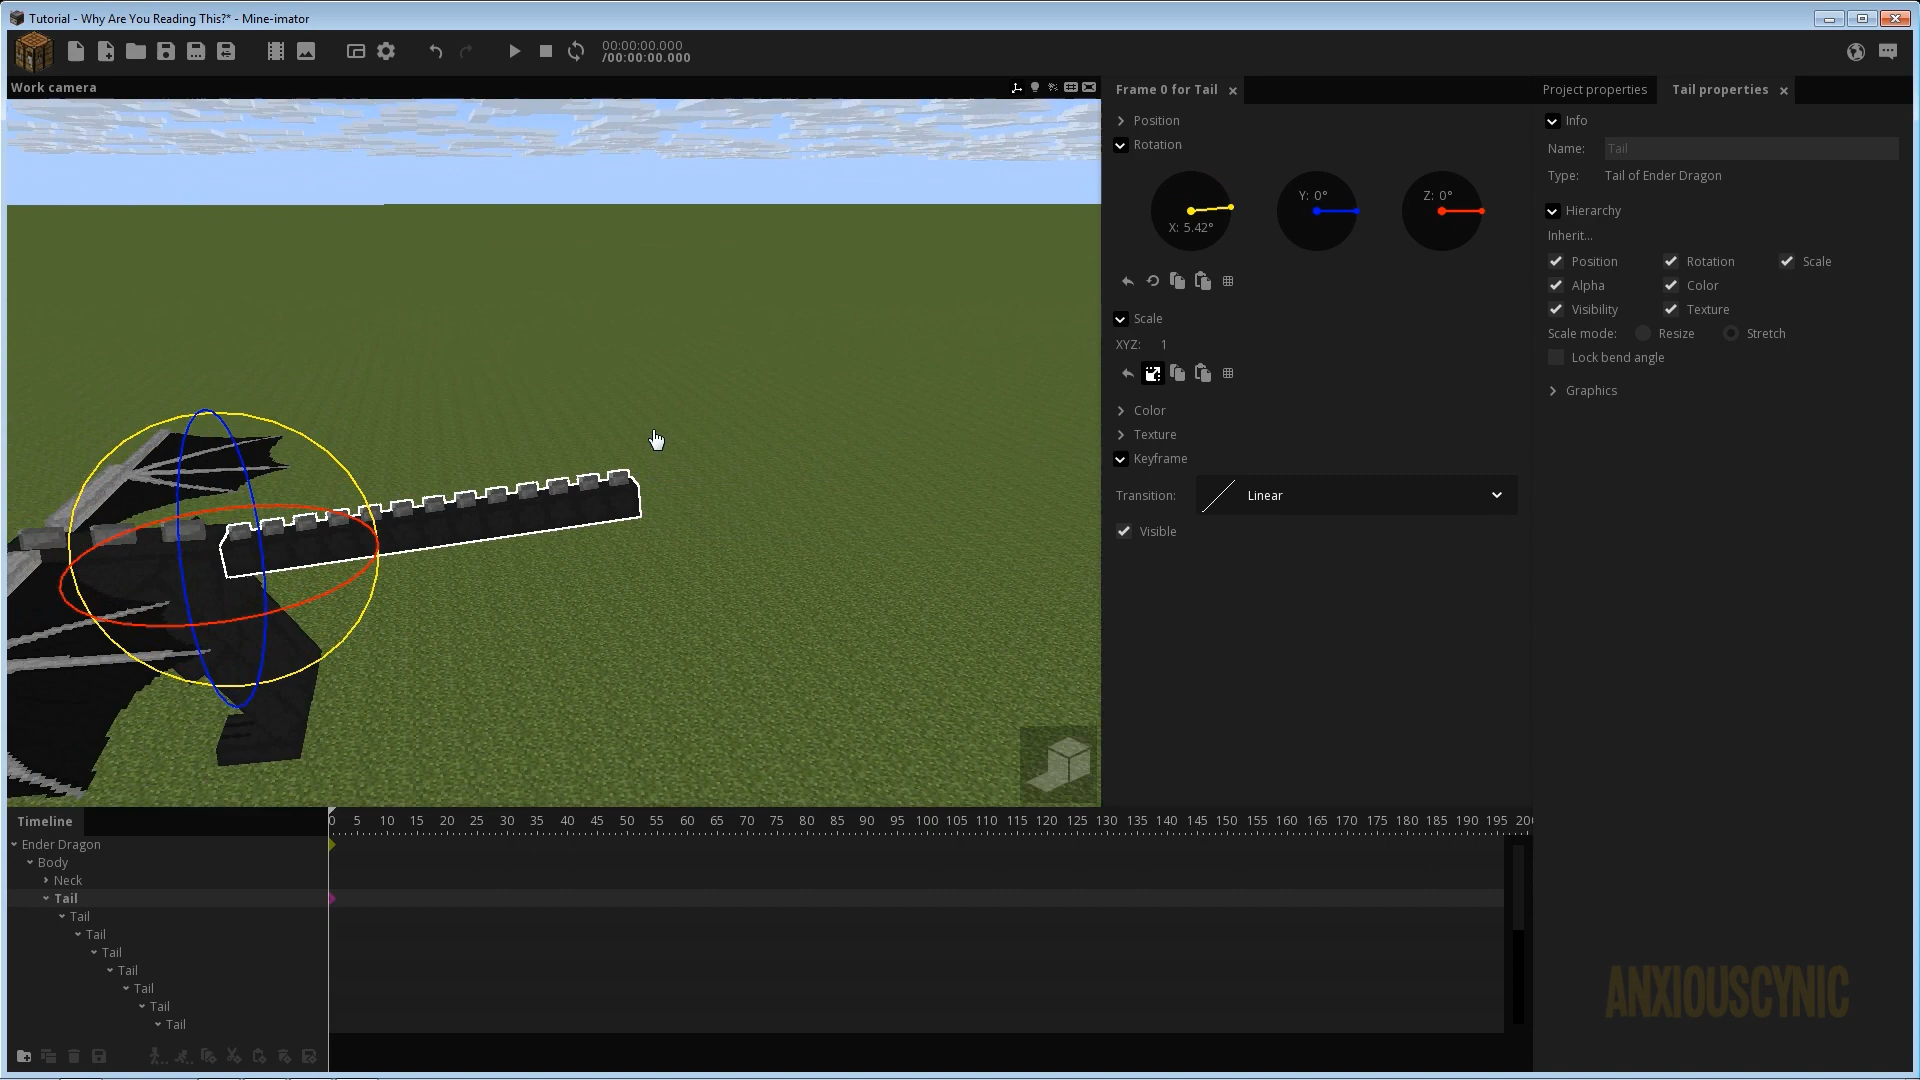 Tutorial - Why Are You Reading This?* - Mine-imator
00:00:00.000
/00:00:00.000
Work camera
Frame 0 for Tail
Position
Rotation
X: 5.42°
Y: 0°
Z: 0°
Scale
XYZ: 1
Color
Texture
Keyframe
Transition: Linear
Visible
Project properties
Tail properties
Info
Name: Tail
Type: Tail of Ender Dragon
Hierarchy
Inherit...
Position Rotation Scale
Alpha Color
Visibility Texture
Scale mode: Resize Stretch
Lock bend angle
Graphics
Timeline
0 5 10 15 20 25 30 35 40 45 50 55 60 65 70 75 80 85 90 95 100 105 110 115 120 125 130 135 140 145 150 155 160 165 170 175 180 185 190 195 20
Ender Dragon
Body
Neck
Tail
Tail
Tail
Tail
Tail
Tail
Tail
Tail
ANXIOUSCYNIC